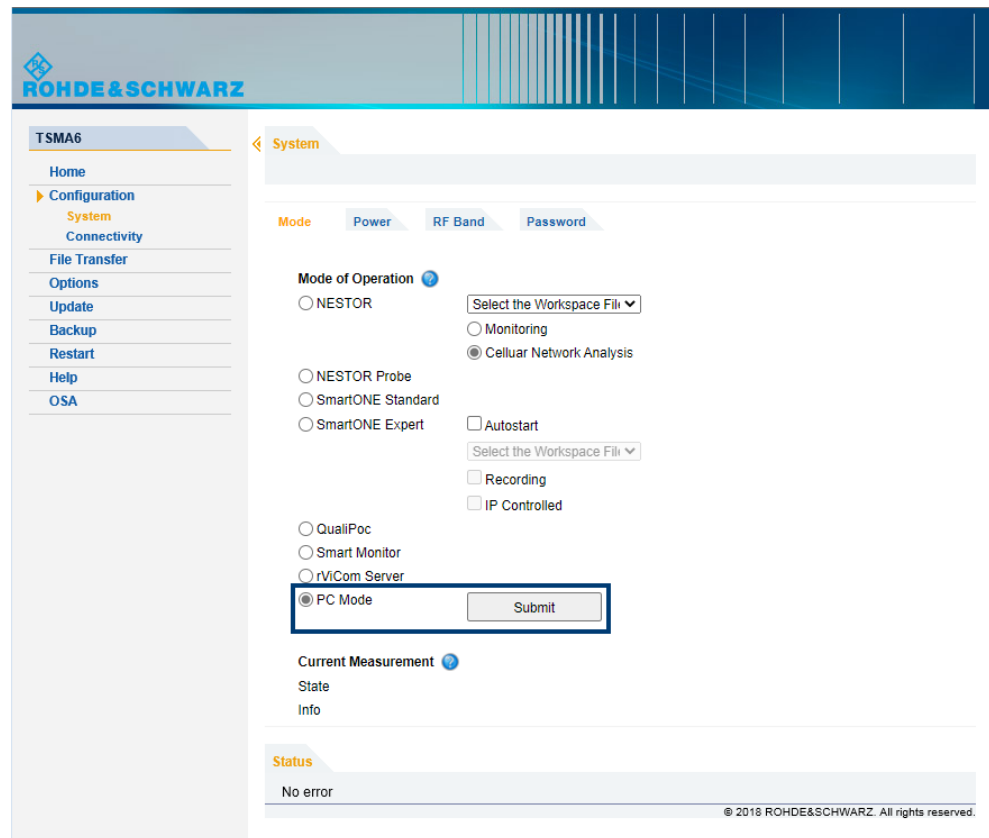 ROHDE&SCHWARZ
TSMA6
Home
Configuration
System
Connectivity
File Transfer
Options
Update
Backup
Restart
Help
OSA
System
Mode Power RF Band Password
Mode of Operation
NESTOR Select the Workspace Fil
Monitoring
Celluar Network Analysis
NESTOR Probe
SmartONE Standard
SmartONE Expert Autostart
Select the Workspace Fil
Recording
IP Controlled
QualiPoc
Smart Monitor
rViCom Server
PC Mode Submit
Current Measurement
State
Info
Status
No error
© 2018 ROHDE&SCHWARZ. All rights reserved.